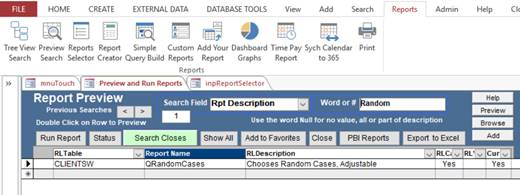 FILE HOME CREATE EXTERNAL DATA DATABASE TOOLS View Add Search Reports Admin Help Cl
Tree View Search Preview Search Reports Selector Report Creator Simple Query Build Custom Reports Add Your Report Dashboard Graphs Time Pay Report Sych Calendar to 365 Print
Reports
mnuTouch Preview and Run Reports inpReportSelector
Report Preview Search Field Rpt Description Word or # Random Help
Previous Searches < > 1 Use the word Null for no value, all or part of description Preview
Double Click on Row to Preview Browse
Run Report Status Search Closes Show All Add to Favorites Close PBI Reports Export to Excel Add
RLTable Report Name RLDescription RLCa RL' Cur
CLIENTSW QRandomCases Chooses Random Cases, Adjustable Yes Yes